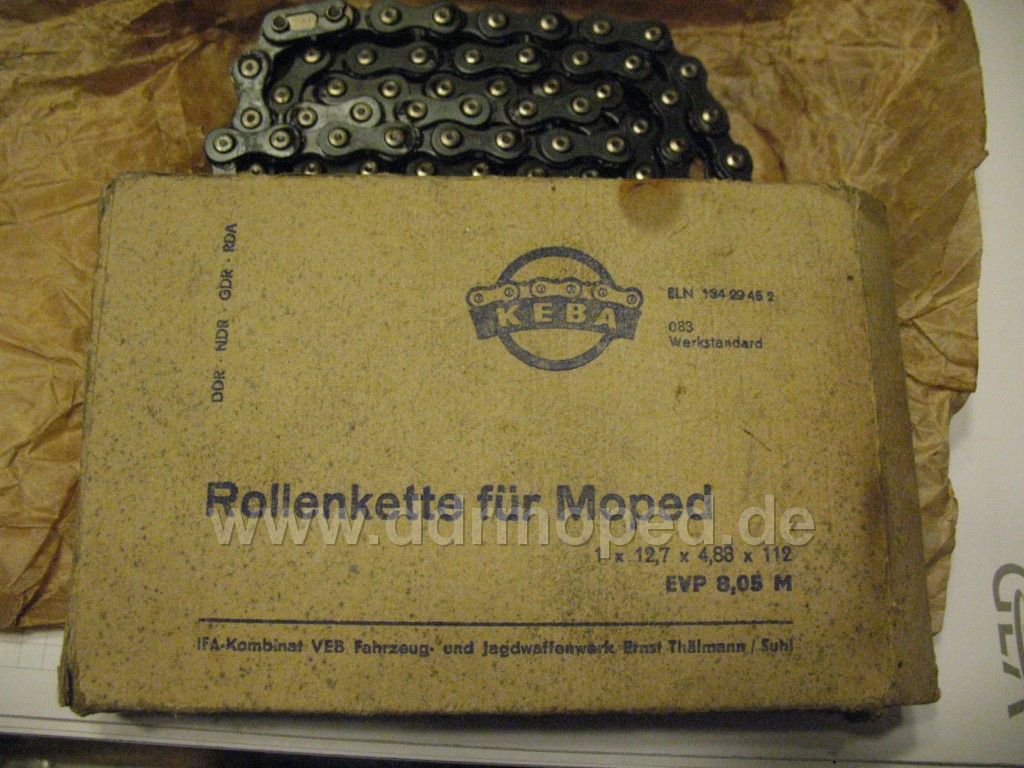 DDR · NDR · GDR · RDA
KEBA
ELN 134 29 45 2
083
Werkstandard
Rollenkette für Moped
www.ddrmoped.de
1 x 12,7 x 4,88 x 112
EVP 8,05 M
IFA-Kombinat VEB Fahrzeug- und Jagdwaffenwerk Ernst Thälmann / Suhl